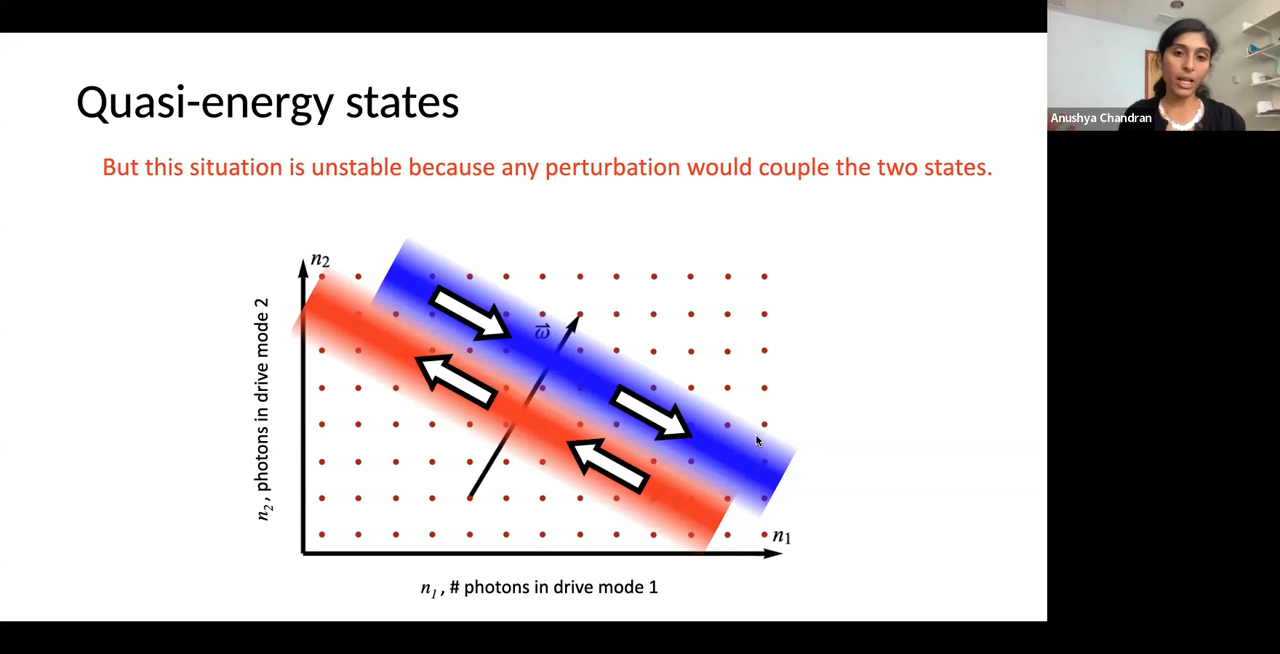 Quasi-energy states
Anushya Chandran
But this situation is unstable because any perturbation would couple the two states.
n₂
n₂, photons in drive mode 2
ω⃗
n₁
n₁, # photons in drive mode 1